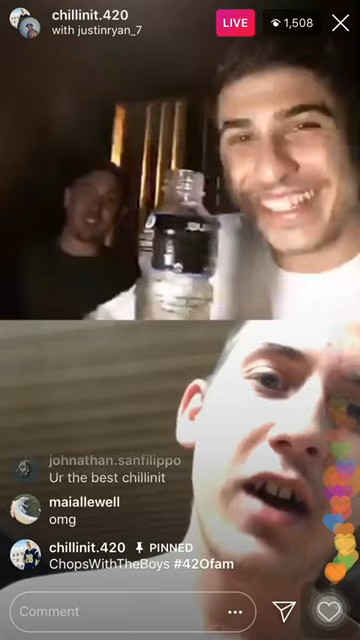 chillinit.420
with justinryan_7
LIVE
1,508
johnathan.sanfilippo
Ur the best chillinit
maiallewell
omg
chillinit.420 PINNED
ChopsWithTheBoys #420fam
Comment